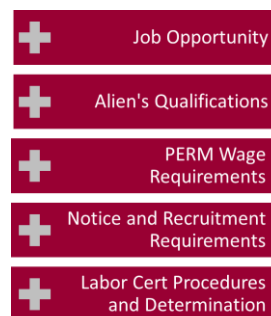 Job Opportunity
Alien's Qualifications
PERM Wage
Requirements
Notice and Recruitment
Requirements
Labor Cert Procedures
and Determination